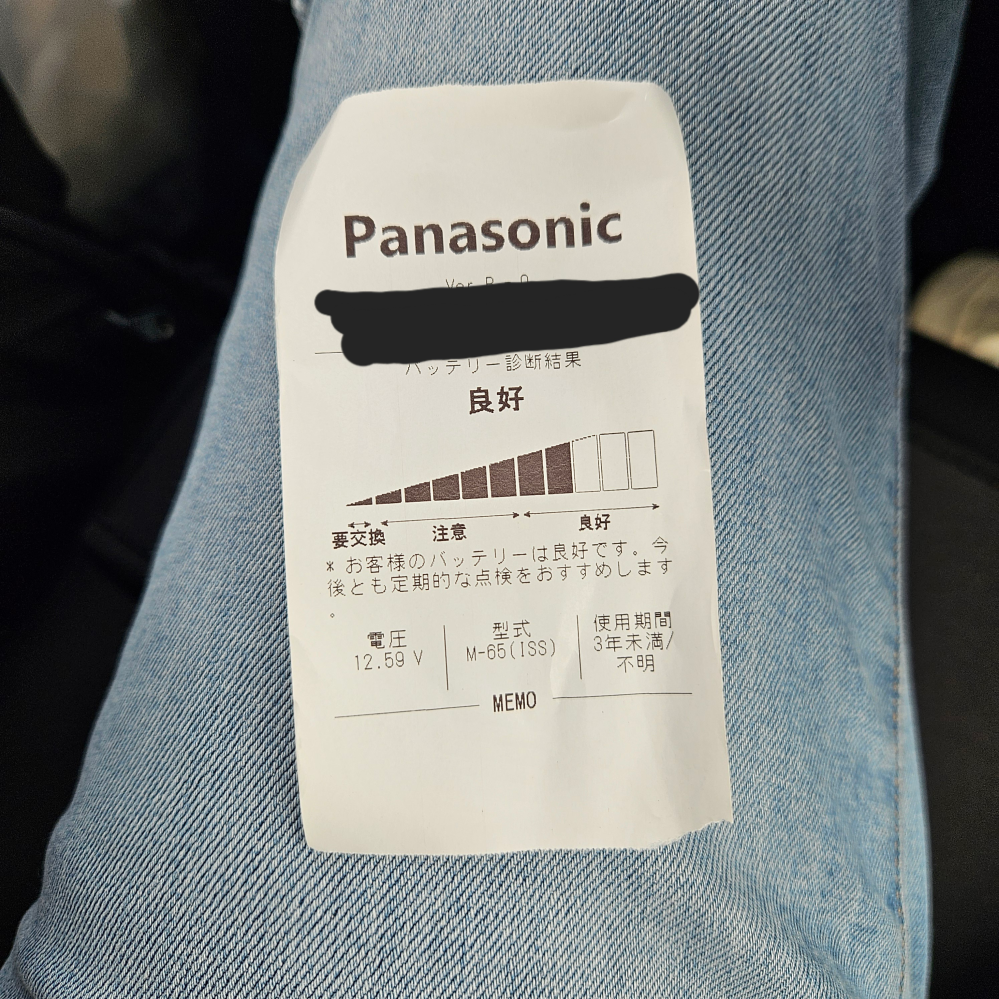 Panasonic
バッテリー診断結果
良好
要交換 注意 良好
* お客様のバッテリーは良好です。今
後とも定期的な点検をおすすめします
。
電圧 型式 使用期間
12.59 V M-65(ISS) 3年未満/
不明
MEMO